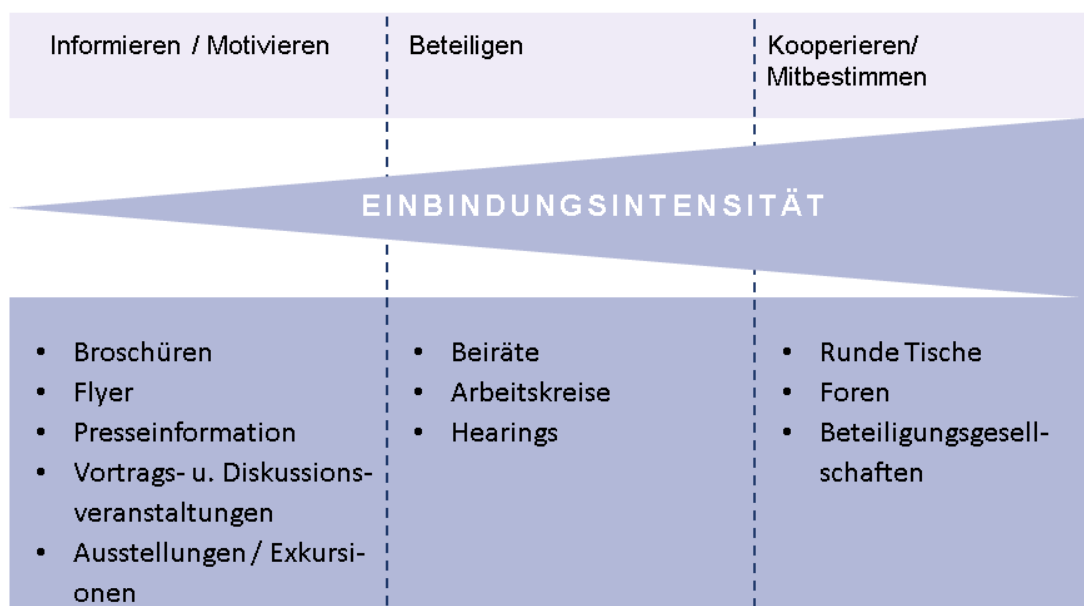 Informieren / Motivieren
Beteiligen
Kooperieren/
Mitbestimmen
EINBINDUNGSINTENSITÄT
• Broschüren
• Flyer
• Presseinformation
• Vortrags- u. Diskussions-
veranstaltungen
• Ausstellungen / Exkursi-
onen
• Beiräte
• Arbeitskreise
• Hearings
• Runde Tische
• Foren
• Beteiligungsgesell-
schaften